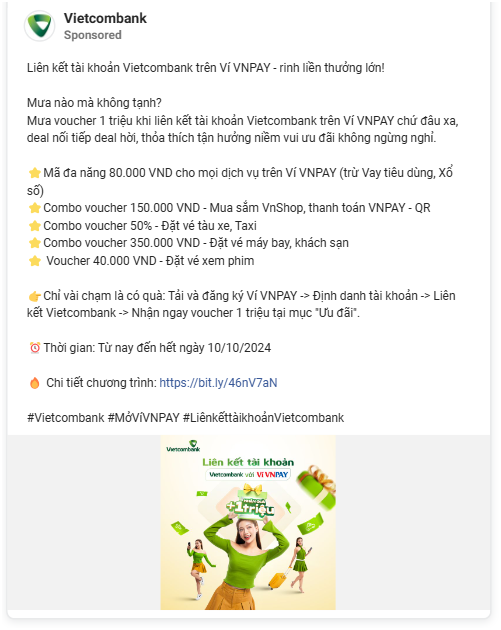 Vietcombank
Sponsored
Liên kết tài khoản Vietcombank trên Ví VNPAY - rinh liền thưởng lớn!
Mưa nào mà không tạnh?
Mưa voucher 1 triệu khi liên kết tài khoản Vietcombank trên Ví VNPAY chứ đâu xa,
deal nối tiếp deal hời, thỏa thích tận hưởng niềm vui ưu đãi không ngừng nghỉ.
⭐Mã đa năng 80.000 VND cho mọi dịch vụ trên Ví VNPAY (trừ Vay tiêu dùng, Xổ
số)
⭐Combo voucher 150.000 VND - Mua sắm VnShop, thanh toán VNPAY - QR
⭐Combo voucher 50% - Đặt vé tàu xe, Taxi
⭐Combo voucher 350.000 VND - Đặt vé máy bay, khách sạn
⭐ Voucher 40.000 VND - Đặt vé xem phim
👉Chỉ vài chạm là có quà: Tải và đăng ký Ví VNPAY -> Định danh tài khoản -> Liên
kết Vietcombank -> Nhận ngay voucher 1 triệu tại mục "Ưu đãi".
⏰Thời gian: Từ nay đến hết ngày 10/10/2024
🔥 Chi tiết chương trình: https://bit.ly/46nV7aN
#Vietcombank #MởVíVNPAY #LiênkếttàikhoảnVietcombank
Vietcombank
Liên kết tài khoản
Vietcombank với Ví VNPAY
+1triệu